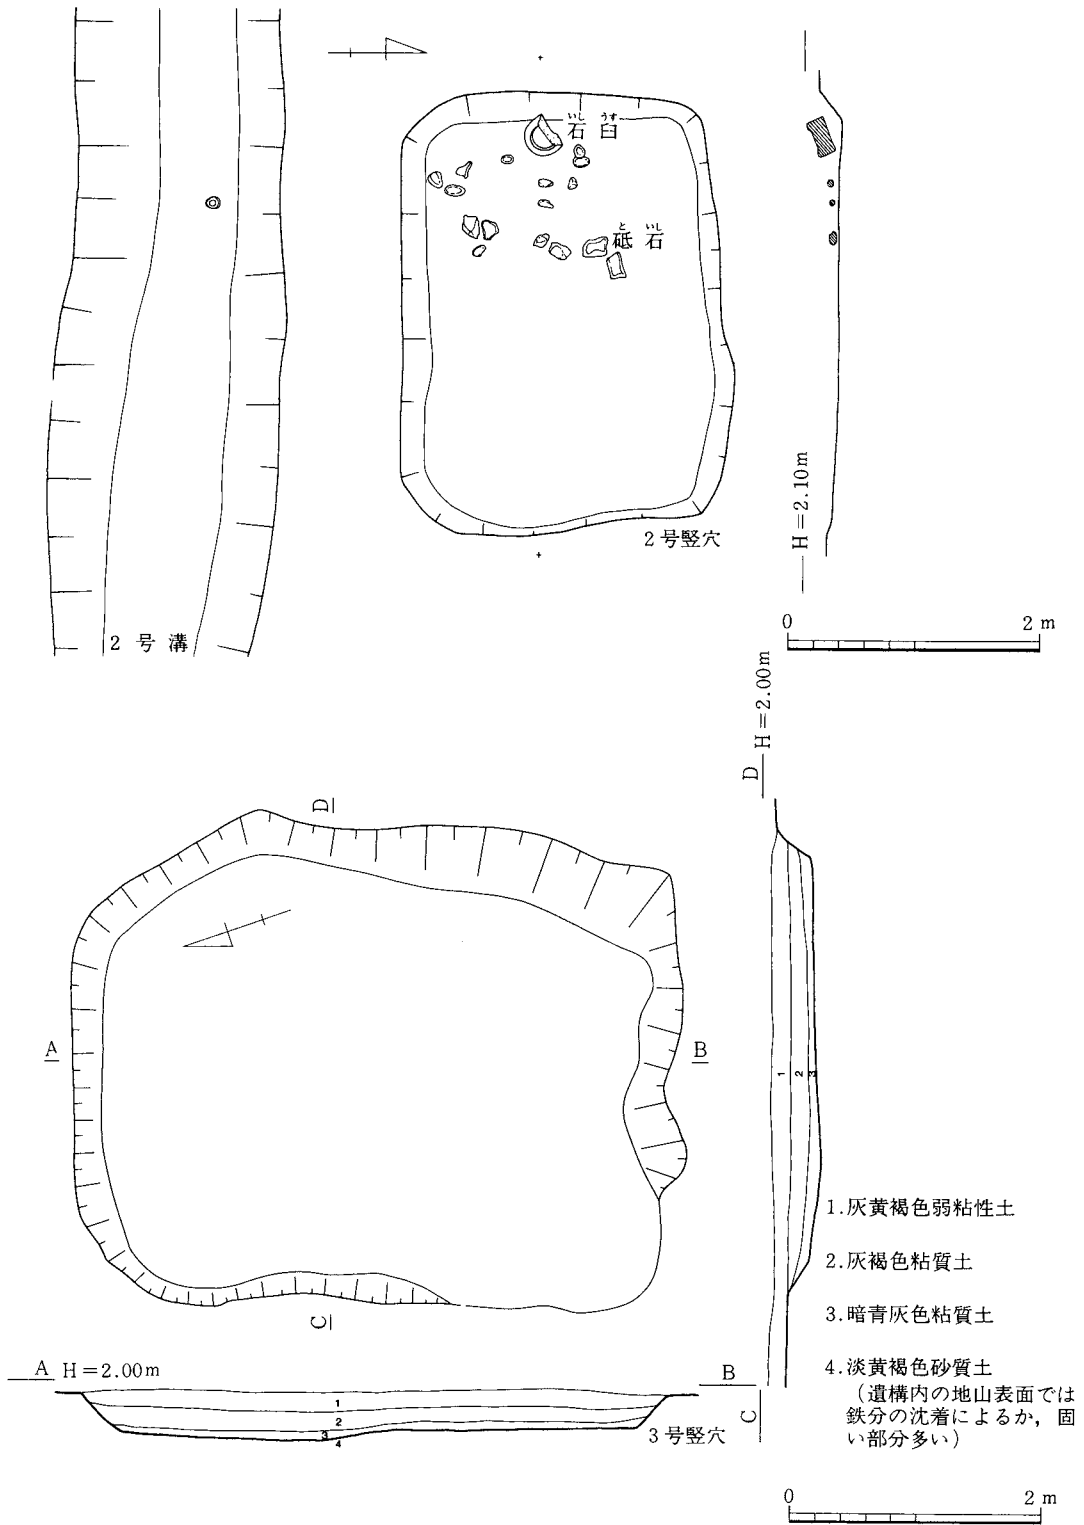 いし うす
石 臼
と いし
砥 石
2号竪穴
H=2.10m
2 号 溝
0 2 m
D H=2.00m
D
A
B
C
1 2 3
1.灰黄褐色弱粘性土
2.灰褐色粘質土
3.暗青灰色粘質土
4.淡黄褐色砂質土
(遺構内の地山表面では
鉄分の沈着によるか，固
い部分多い)
A H=2.00m
B
C
1
2
3
4
3号竪穴
0 2 m